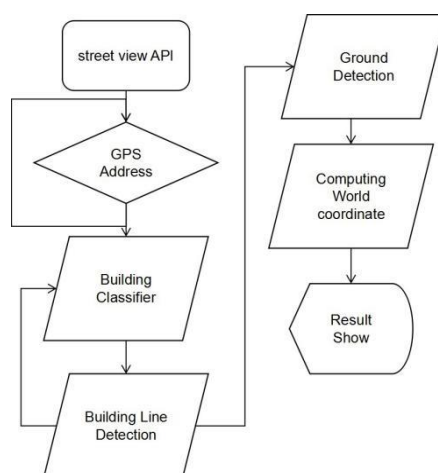 street view API
GPS
Address
Building
Classifier
Building Line
Detection
Ground
Detection
Computing
World
coordinate
Result
Show